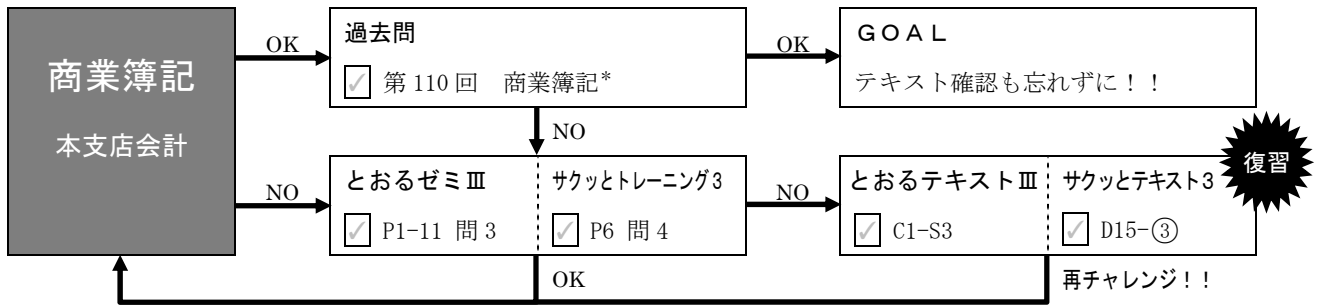 商業簿記
本支店会計
OK
過去問
✓ 第110回 商業簿記*
OK
GOAL
テキスト確認も忘れずに！！
NO
NO
とおるゼミⅢ
✓ P1-11 問3
サクッとトレーニング3
✓ P6 問4
NO
とおるテキストⅢ
✓ C1-S3
サクッとテキスト3
✓ D15-③
復習
OK
再チャレンジ！！